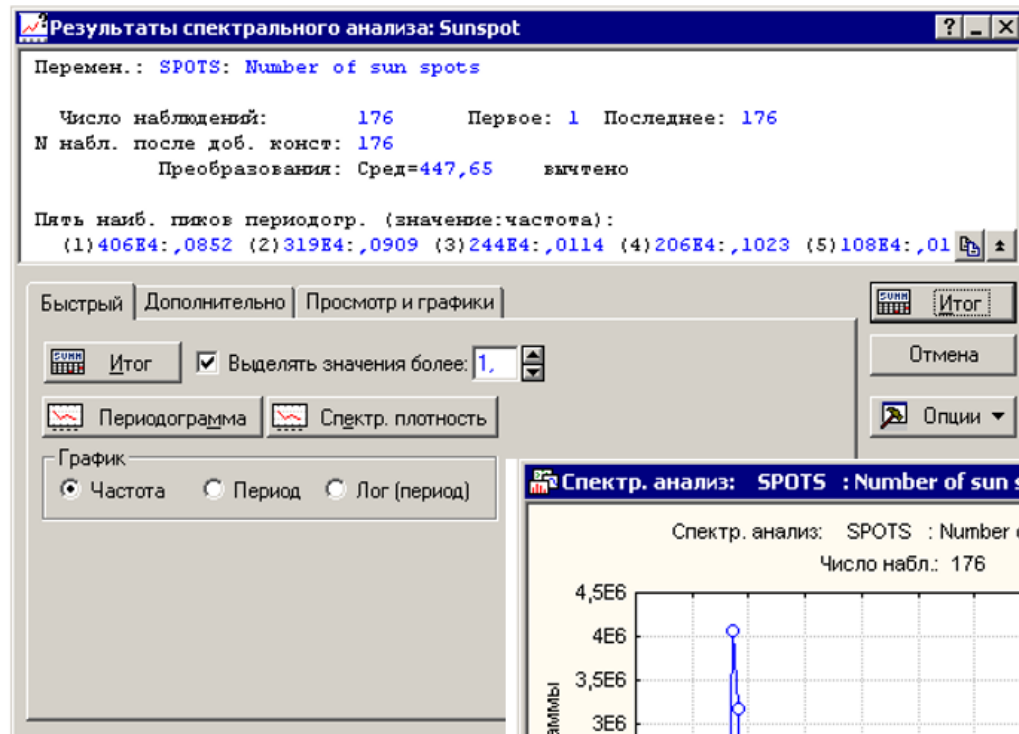 Результаты спектрального анализа: Sunspot
Перемен.: SPOTS: Number of sun spots
Число наблюдений: 176 Первое: 1 Последнее: 176
N набл. после доб. конст: 176
Преобразования: Сред=447,65 вычтено
Пять наиб. пиков периодогр. (значение:частота):
(1)406E4:,0852 (2)319E4:,0909 (3)244E4:,0114 (4)206E4:,1023 (5)108E4:,01
Быстрый Дополнительно Просмотр и графики
SUMM Итог
Отмена
Опции
SUMM Итог Выделять значения более: 1,
Периодограмма Спектр. плотность
График
Частота Период Лог (период)
Спектр. анализ: SPOTS : Number of sun s
Спектр. анализ: SPOTS : Number
Число набл.: 176
4,5E6
4E6
3,5E6
3E6
аммы